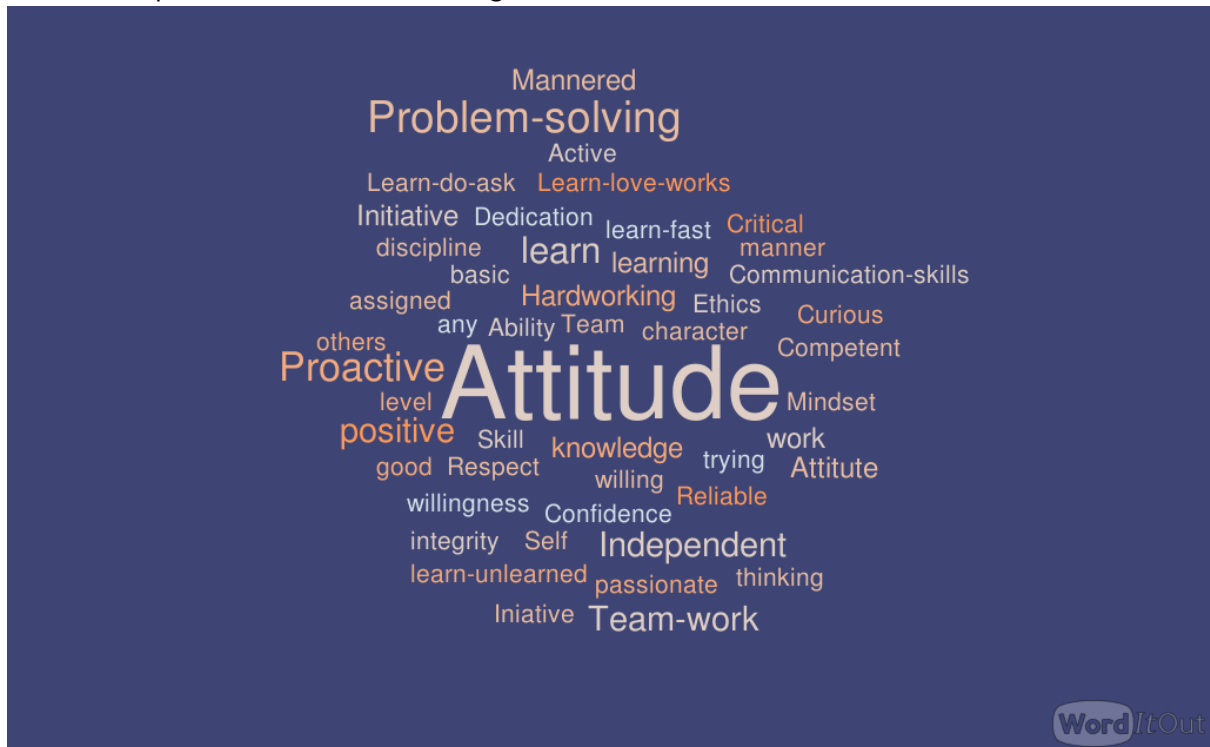 Mannered
Problem-solving
Active
Learn-do-ask Learn-love-works
Initiative Dedication learn-fast Critical
discipline learn learning manner
basic Communication-skills
assigned Hardworking Ethics Curious
any Ability Team character
others Competent
Proactive Attitude
level Mindset
positive Skill knowledge work
good Respect trying Attitute
willing
willingness Confidence Reliable
integrity Self Independent
learn-unlearned passionate thinking
Iniative Team-work
WordItOut